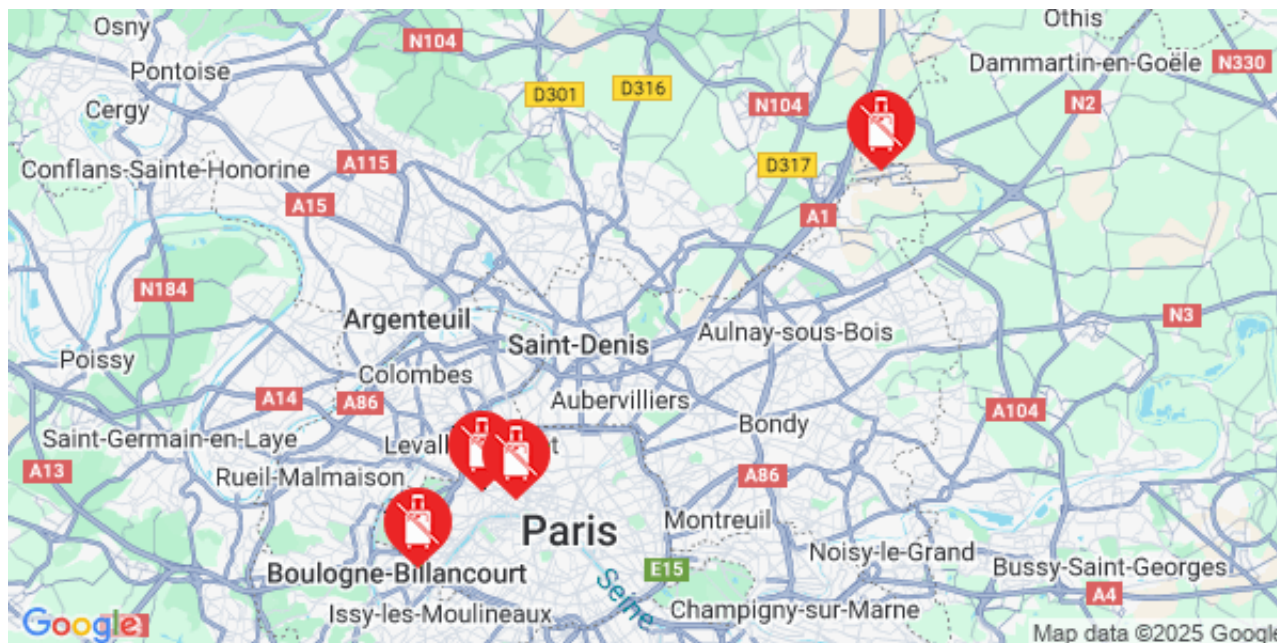 Osny
Othis
N104
Dammartin-en-Goële
N330
Pontoise
D301
D316
N104
N2
Cergy
A115
D317
Conflans-Sainte-Honorine
A15
A1
N184
Argenteuil
N3
Saint-Denis
Aulnay-sous-Bois
Poissy
Colombes
A14
A86
Aubervilliers
A104
Bondy
Saint-Germain-en-Laye
A13
Rueil-Malmaison
A86
Paris
Montreuil
Noisy-le-Grand
Boulogne-Billancourt
E15
Bussy-Saint-Georges
A4
Seine
Issy-les-Moulineaux
Champigny-sur-Marne
Google
Map data ©2025 Google